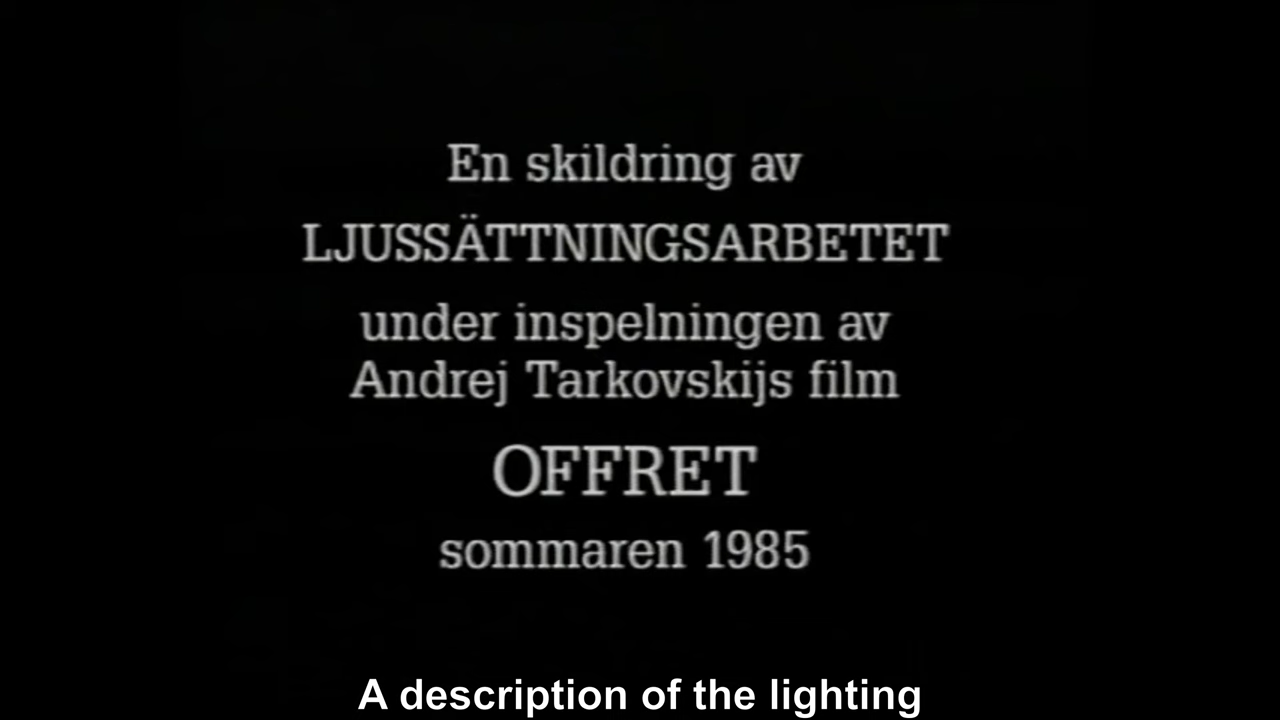 En skildring av
LJUSSÄTTNINGSARBETET
under inspelningen av
Andrej Tarkovskijs film
OFFRET
sommaren 1985
A description of the lighting